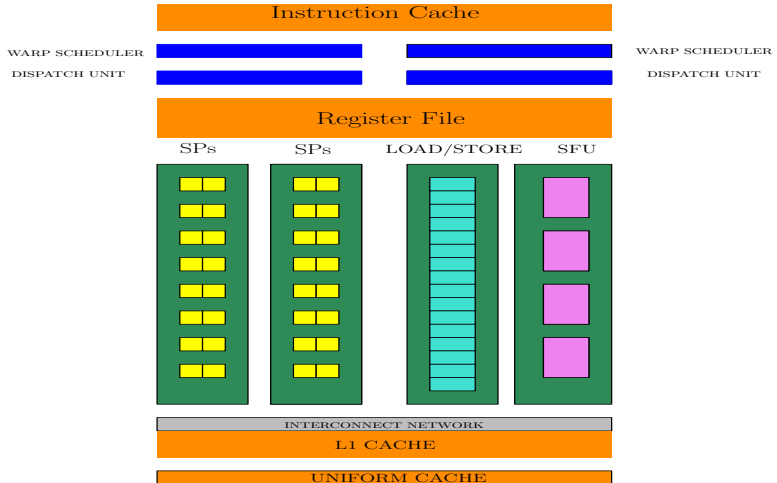 Instruction Cache
WARP SCHEDULER
WARP SCHEDULER
DISPATCH UNIT
DISPATCH UNIT
Register File
SPs SPs LOAD/STORE SFU
INTERCONNECT NETWORK
L1 CACHE
UNIFORM CACHE